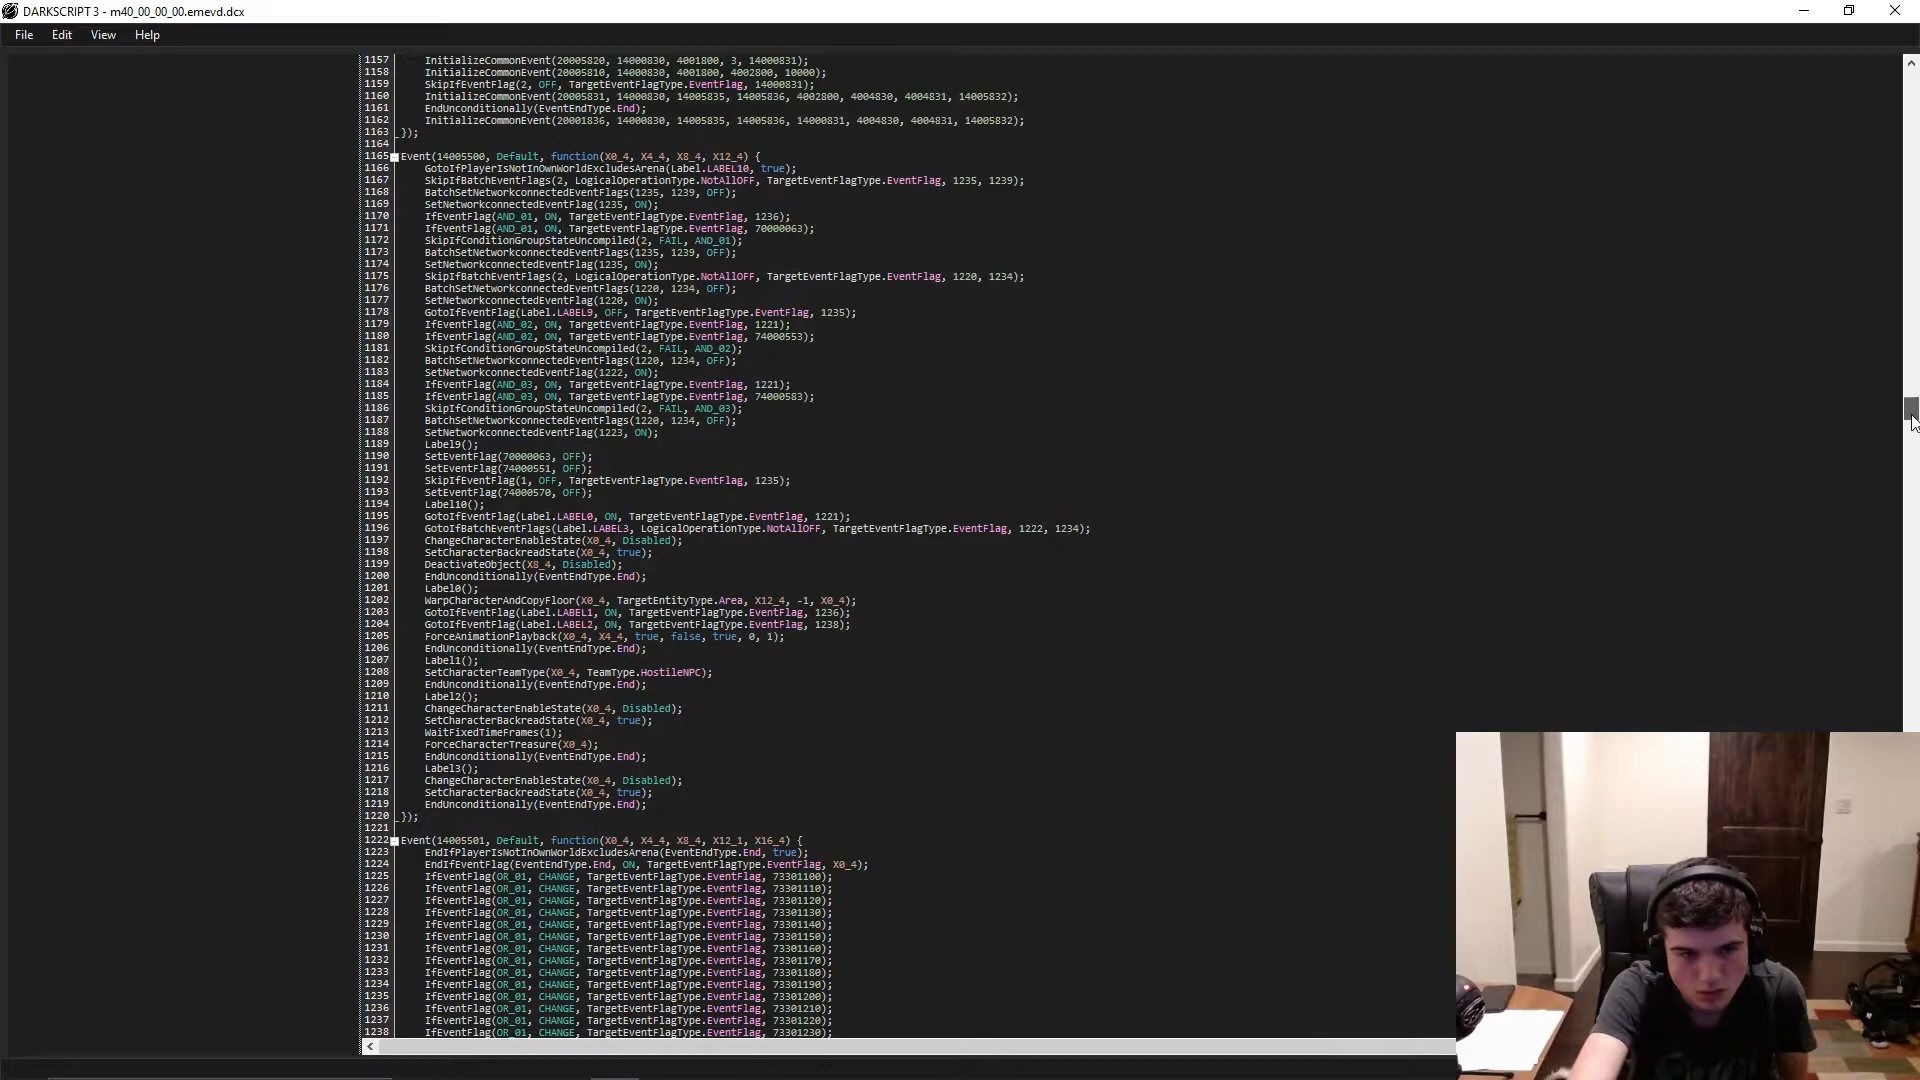 DARKSCRIPT 3 - m40_00_00_00.emevd.dcx
File Edit View Help
1157 InitializeCommonEvent(20005820, 14000830, 4001800, 3, 14000831);
1158 InitializeCommonEvent(20005810, 14000830, 4001800, 4002800, 10000);
1159 SkipIfEventFlag(2, OFF, TargetEventFlagType.EventFlag, 14000831);
1160 InitializeCommonEvent(20005831, 14000830, 14005835, 14005836, 4002800, 4004830, 4004831, 14005832);
1161 EndUnconditionally(EventEndType.End);
1162 InitializeCommonEvent(20001836, 14000830, 14005835, 14005836, 14000831, 4004830, 4004831, 14005832);
1163 });
1164
1165 Event(14005500, Default, function(X0_4, X4_4, X8_4, X12_4) {
1166 GotoIfPlayerIsNotInOwnWorldExcludesArena(Label.LABEL10, true);
1167 SkipIfBatchEventFlags(2, LogicalOperationType.NotAllOFF, TargetEventFlagType.EventFlag, 1235, 1239);
1168 BatchSetNetworkconnectedEventFlags(1235, 1239, OFF);
1169 SetNetworkconnectedEventFlag(1235, ON);
1170 IfEventFlag(AND_01, ON, TargetEventFlagType.EventFlag, 1236);
1171 IfEventFlag(AND_01, ON, TargetEventFlagType.EventFlag, 70000063);
1172 SkipIfConditionGroupStateUncompiled(2, FAIL, AND_01);
1173 BatchSetNetworkconnectedEventFlags(1235, 1239, OFF);
1174 SetNetworkconnectedEventFlag(1235, ON);
1175 SkipIfBatchEventFlags(2, LogicalOperationType.NotAllOFF, TargetEventFlagType.EventFlag, 1220, 1234);
1176 BatchSetNetworkconnectedEventFlags(1220, 1234, OFF);
1177 SetNetworkconnectedEventFlag(1220, ON);
1178 GotoIfEventFlag(Label.LABEL9, OFF, TargetEventFlagType.EventFlag, 1235);
1179 IfEventFlag(AND_02, ON, TargetEventFlagType.EventFlag, 1221);
1180 IfEventFlag(AND_02, ON, TargetEventFlagType.EventFlag, 74000553);
1181 SkipIfConditionGroupStateUncompiled(2, FAIL, AND_02);
1182 BatchSetNetworkconnectedEventFlags(1220, 1234, OFF);
1183 SetNetworkconnectedEventFlag(1222, ON);
1184 IfEventFlag(AND_03, ON, TargetEventFlagType.EventFlag, 1221);
1185 IfEventFlag(AND_03, ON, TargetEventFlagType.EventFlag, 74000583);
1186 SkipIfConditionGroupStateUncompiled(2, FAIL, AND_03);
1187 BatchSetNetworkconnectedEventFlags(1220, 1234, OFF);
1188 SetNetworkconnectedEventFlag(1223, ON);
1189 Label9();
1190 SetEventFlag(70000063, OFF);
1191 SetEventFlag(74000551, OFF);
1192 SkipIfEventFlag(1, OFF, TargetEventFlagType.EventFlag, 1235);
1193 SetEventFlag(74000570, OFF);
1194 Label10();
1195 GotoIfEventFlag(Label.LABEL0, ON, TargetEventFlagType.EventFlag, 1221);
1196 GotoIfBatchEventFlags(Label.LABEL3, LogicalOperationType.NotAllOFF, TargetEventFlagType.EventFlag, 1222, 1234);
1197 ChangeCharacterEnableState(X0_4, Disabled);
1198 SetCharacterBackreadState(X0_4, true);
1199 DeactivateObject(X8_4, Disabled);
1200 EndUnconditionally(EventEndType.End);
1201 Label0();
1202 WarpCharacterAndCopyFloor(X0_4, TargetEntityType.Area, X12_4, -1, X0_4);
1203 GotoIfEventFlag(Label.LABEL1, ON, TargetEventFlagType.EventFlag, 1236);
1204 GotoIfEventFlag(Label.LABEL2, ON, TargetEventFlagType.EventFlag, 1238);
1205 ForceAnimationPlayback(X0_4, X4_4, true, false, true, 0, 1);
1206 EndUnconditionally(EventEndType.End);
1207 Label1();
1208 SetCharacterTeamType(X0_4, TeamType.HostileNPC);
1209 EndUnconditionally(EventEndType.End);
1210 Label2();
1211 ChangeCharacterEnableState(X0_4, Disabled);
1212 SetCharacterBackreadState(X0_4, true);
1213 WaitFixedTimeFrames(1);
1214 ForceCharacterTreasure(X0_4);
1215 EndUnconditionally(EventEndType.End);
1216 Label3();
1217 ChangeCharacterEnableState(X0_4, Disabled);
1218 SetCharacterBackreadState(X0_4, true);
1219 EndUnconditionally(EventEndType.End);
1220 });
1221
1222 Event(14005501, Default, function(X0_4, X4_4, X8_4, X12_1, X16_4) {
1223 EndIfPlayerIsNotInOwnWorldExcludesArena(EventEndType.End, true);
1224 EndIfEventFlag(EventEndType.End, ON, TargetEventFlagType.EventFlag, X0_4);
1225 IfEventFlag(OR_01, CHANGE, TargetEventFlagType.EventFlag, 73301100);
1226 IfEventFlag(OR_01, CHANGE, TargetEventFlagType.EventFlag, 73301110);
1227 IfEventFlag(OR_01, CHANGE, TargetEventFlagType.EventFlag, 73301120);
1228 IfEventFlag(OR_01, CHANGE, TargetEventFlagType.EventFlag, 73301130);
1229 IfEventFlag(OR_01, CHANGE, TargetEventFlagType.EventFlag, 73301140);
1230 IfEventFlag(OR_01, CHANGE, TargetEventFlagType.EventFlag, 73301150);
1231 IfEventFlag(OR_01, CHANGE, TargetEventFlagType.EventFlag, 73301160);
1232 IfEventFlag(OR_01, CHANGE, TargetEventFlagType.EventFlag, 73301170);
1233 IfEventFlag(OR_01, CHANGE, TargetEventFlagType.EventFlag, 73301180);
1234 IfEventFlag(OR_01, CHANGE, TargetEventFlagType.EventFlag, 73301190);
1235 IfEventFlag(OR_01, CHANGE, TargetEventFlagType.EventFlag, 73301200);
1236 IfEventFlag(OR_01, CHANGE, TargetEventFlagType.EventFlag, 73301210);
1237 IfEventFlag(OR_01, CHANGE, TargetEventFlagType.EventFlag, 73301220);
1238 IfEventFlag(OR_01, CHANGE, TargetEventFlagType.EventFlag, 73301230);